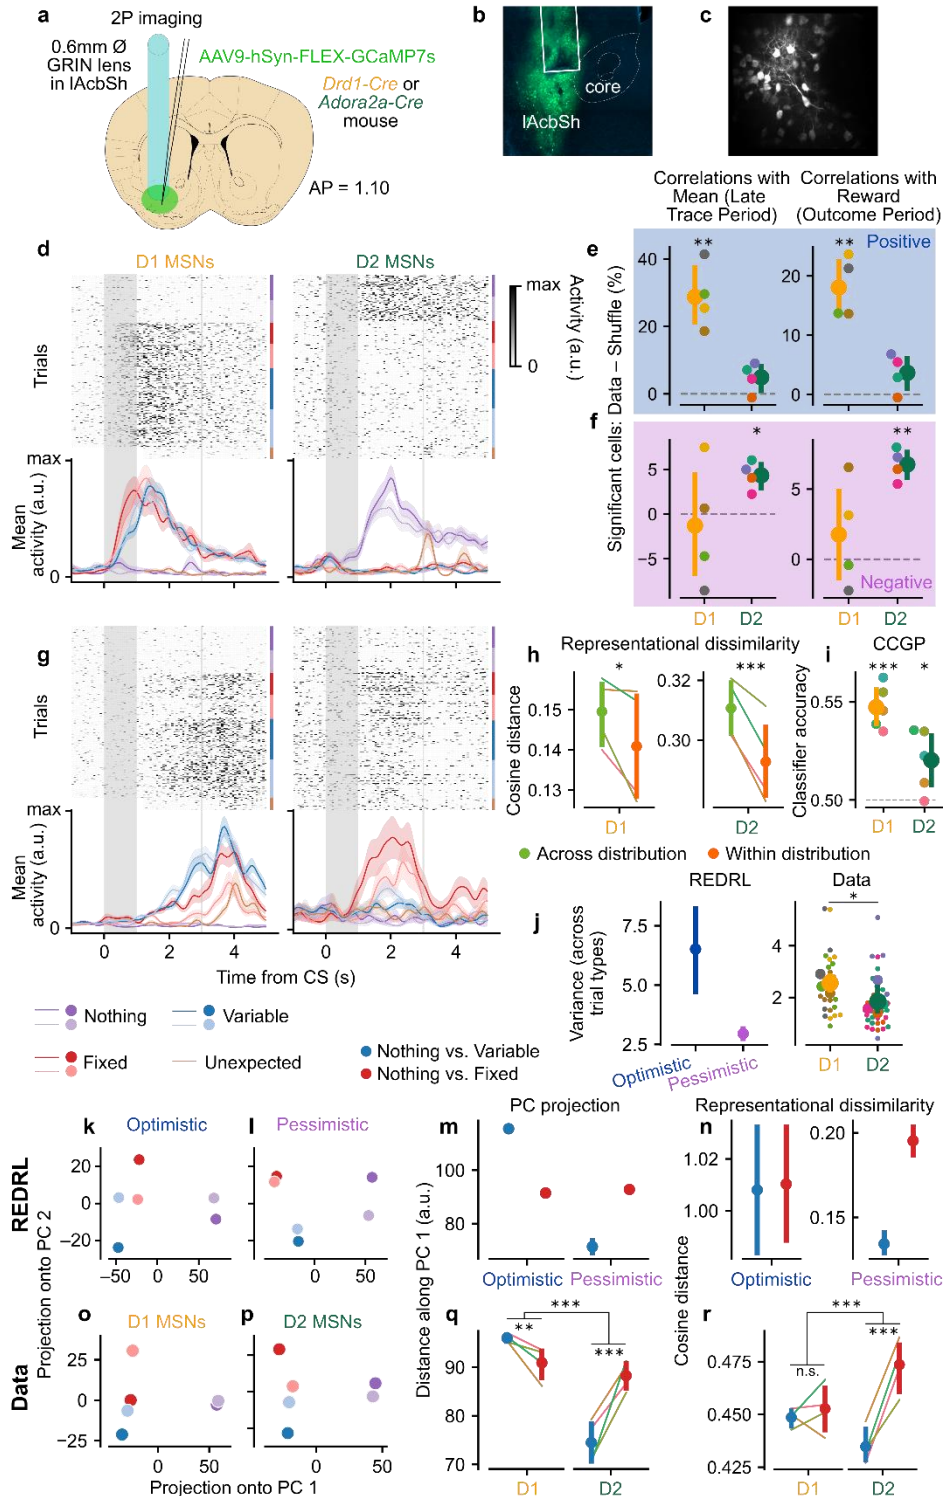 a
2P imaging
0.6mm Ø
GRIN lens
in lAcbSh
AAV9-hSyn-FLEX-GCaMP7s
Drd1-Cre or
Adora2a-Cre
mouse
AP = 1.10
b
core
lAcbSh
c
d
D1 MSNs
D2 MSNs
Trials
max
0
Activity (a.u.)
max
Mean
activity (a.u.)
0
Correlations with
Mean (Late
Trace Period)
Correlations with
Reward
(Outcome Period)
e
Positive
**
**
40
20
0
20
10
0
Significant cells: Data – Shuffle (%)
f
*
**
5
0
−5
5
0
Negative
D1
D2
D1
D2
g
Trials
max
Mean
activity (a.u.)
0
0
2
4
0
2
4
Time from CS (s)
Nothing
Variable
Fixed
Unexpected
h
Representational dissimilarity
*
***
Cosine distance
0.15
0.14
0.13
0.32
0.30
D1
D2
Across distribution
Within distribution
i
CCGP
***
*
Classifier accuracy
0.55
0.50
D1
D2
j
REDRL
Data
*
Variance (across
trial types)
7.5
5.0
2.5
4
2
Optimistic
Pessimistic
D1
D2
Nothing vs. Variable
Nothing vs. Fixed
REDRL
k
Optimistic
l
Pessimistic
20
0
−20
−50
0
50
0
50
Projection onto PC 2
m
PC projection
100
80
Optimistic
Pessimistic
Distance along PC 1 (a.u.)
n
Representational dissimilarity
1.02
1.00
0.20
0.15
Optimistic
Pessimistic
Cosine distance
Data
o
D1 MSNs
p
D2 MSNs
25
0
−25
0
50
0
50
Projection onto PC 1
q
***
**
***
90
80
70
D1
D2
r
***
n.s.
***
0.475
0.450
0.425
D1
D2